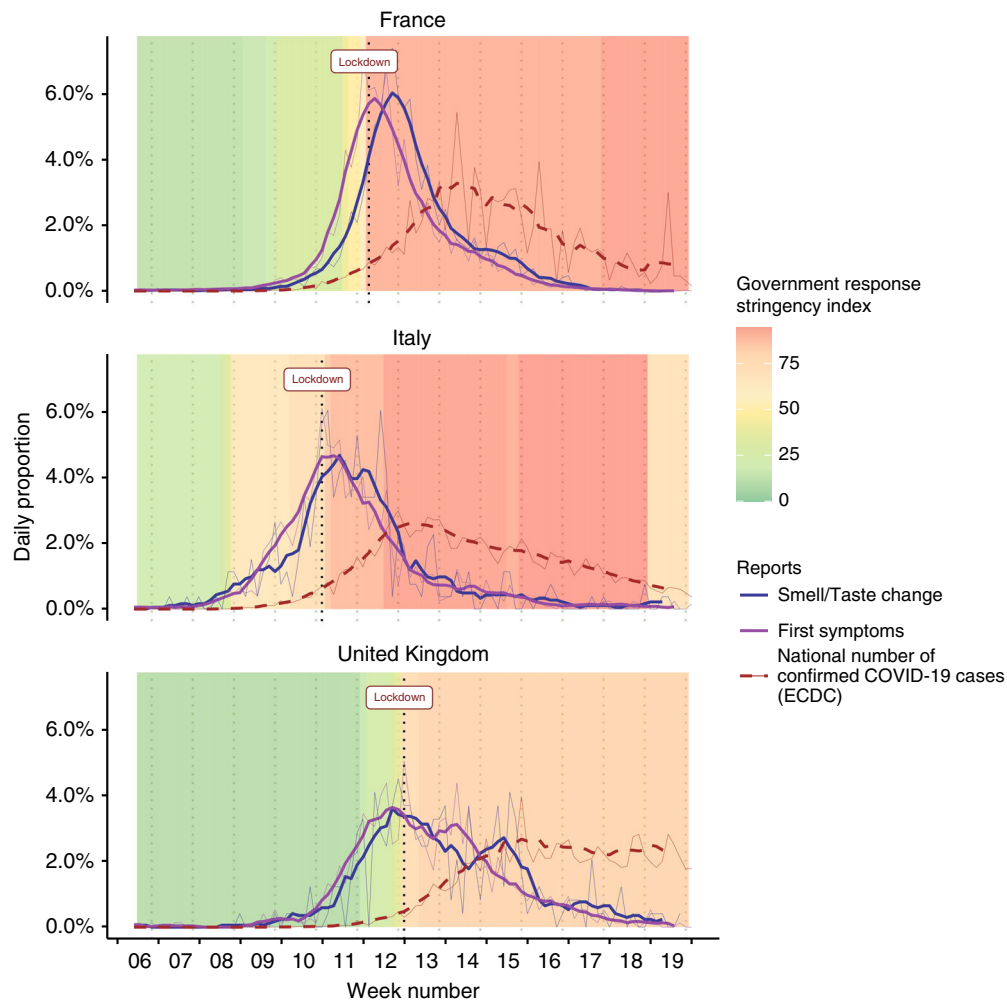 France
Lockdown
6.0%
4.0%
2.0%
0.0%
Italy
Lockdown
6.0%
4.0%
2.0%
0.0%
United Kingdom
Lockdown
6.0%
4.0%
2.0%
0.0%
Daily proportion
06 07 08 09 10 11 12 13 14 15 16 17 18 19
Week number
Government response
stringency index
75
50
25
0
Reports
Smell/Taste change
First symptoms
National number of
confirmed COVID-19 cases
(ECDC)